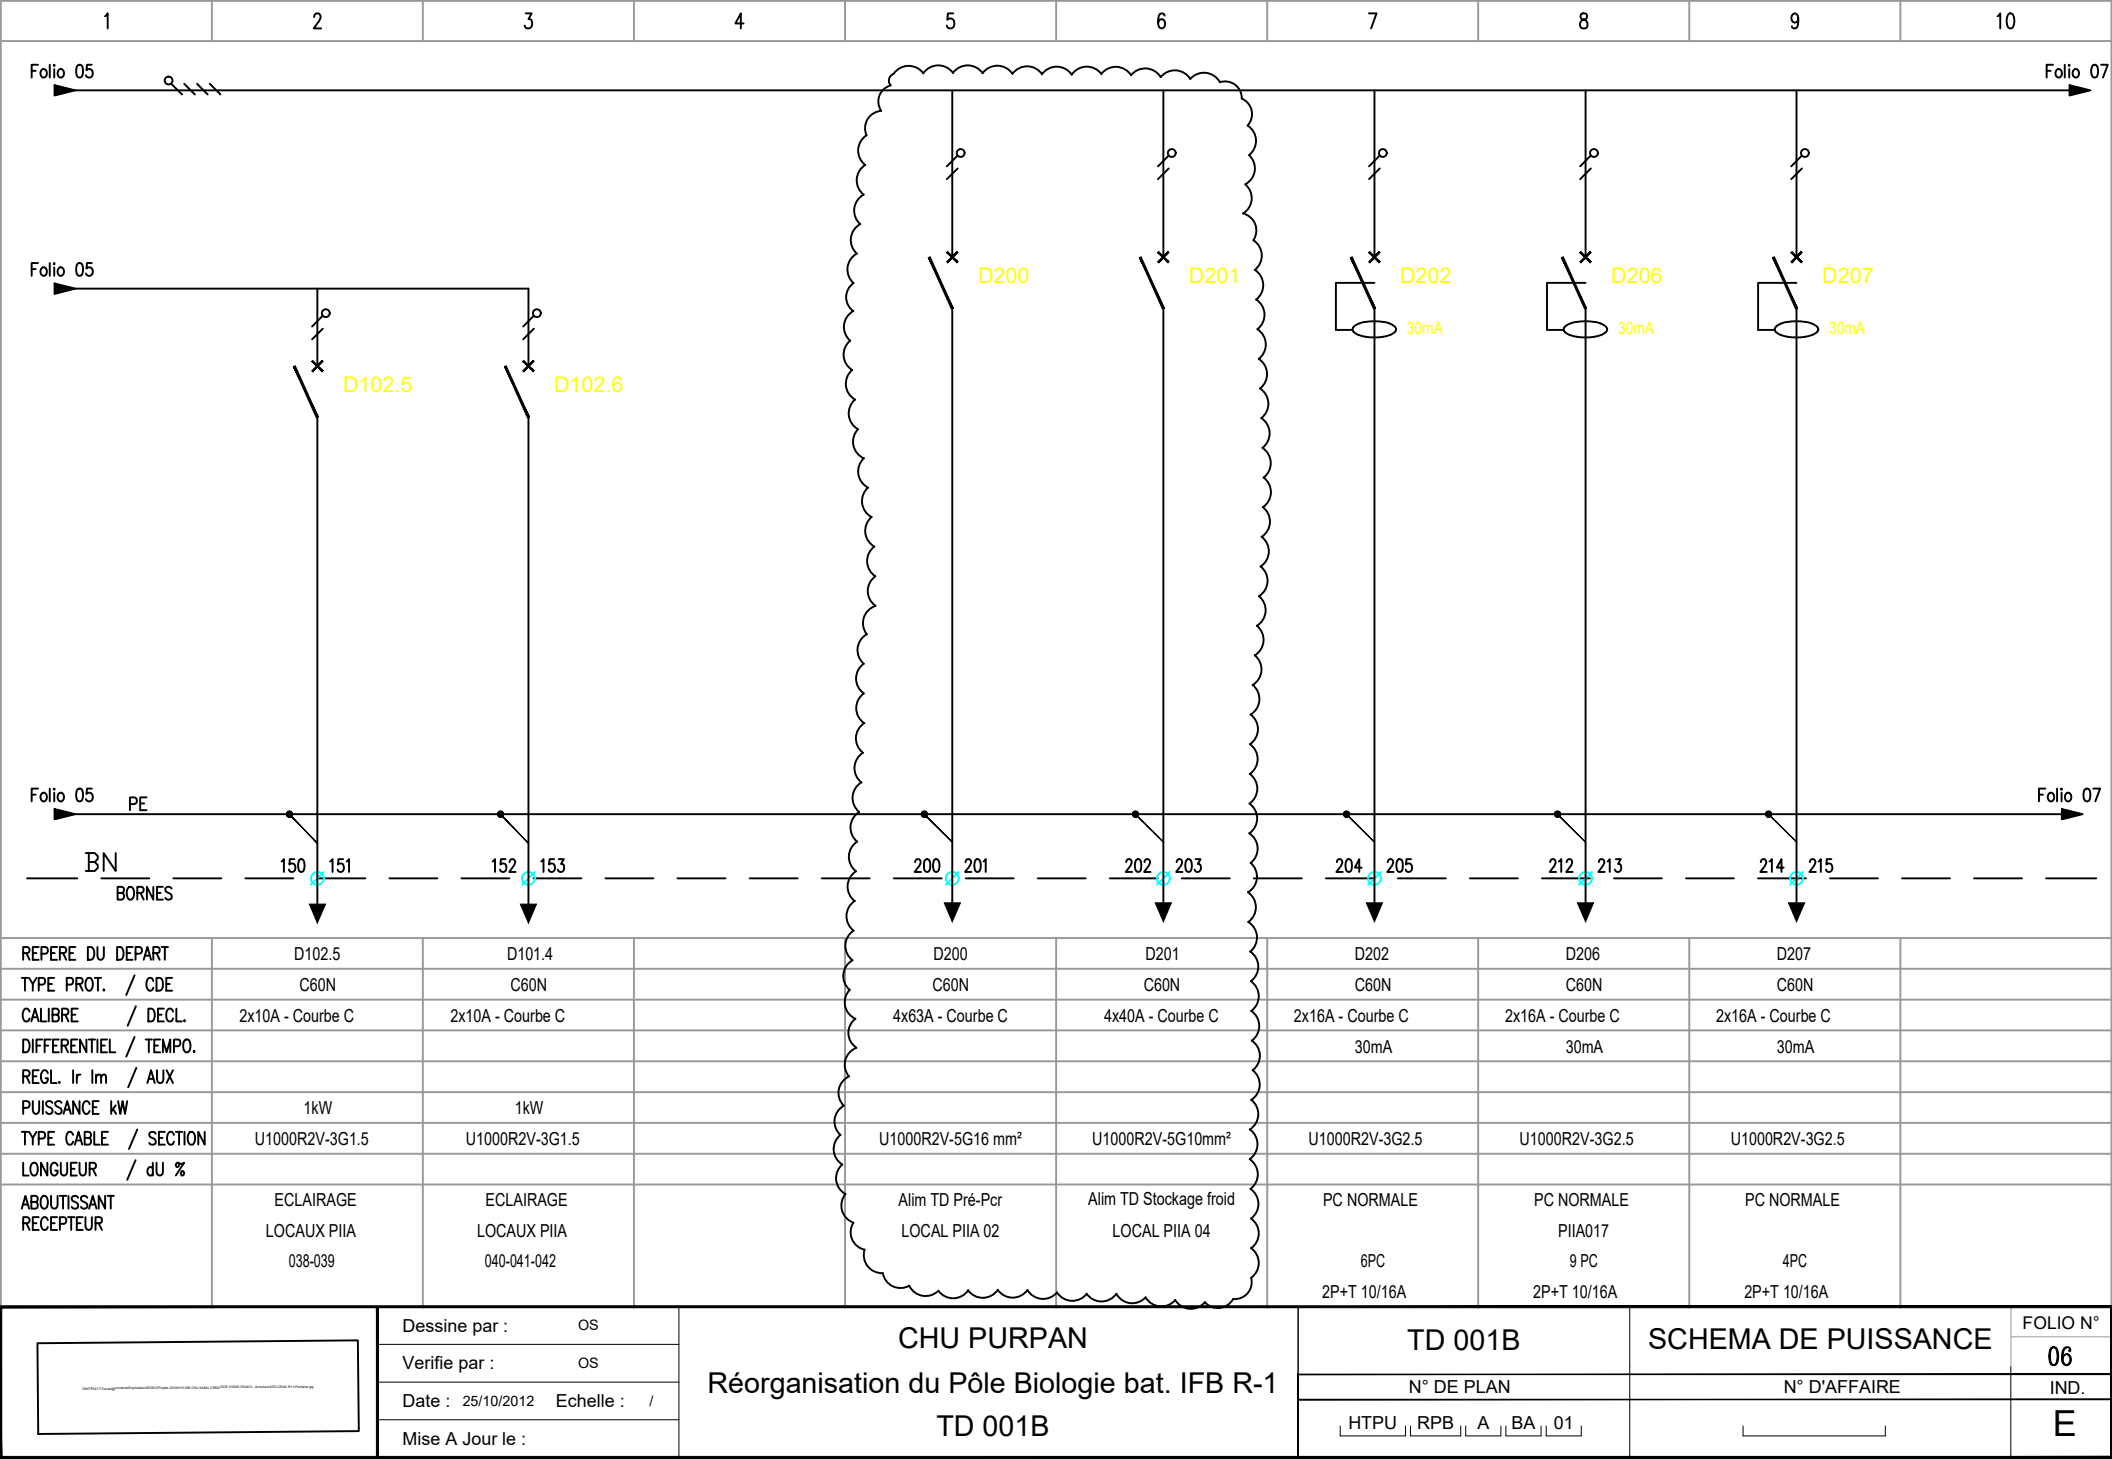 1 2 3 4 5 6 7 8 9 10
Folio 05 Folio 07
Folio 05
D200 D201 D202 D206 D207
30mA 30mA 30mA
D102.5 D102.6
Folio 05 PE Folio 07
BN 150 151 152 153 200 201 202 203 204 205 212 213 214 215
BORNES
REPERE DU DEPART D102.5 D101.4 D200 D201 D202 D206 D207
TYPE PROT. / CDE C60N C60N C60N C60N C60N C60N C60N
CALIBRE / DECL. 2x10A - Courbe C 2x10A - Courbe C 4x63A - Courbe C 4x40A - Courbe C 2x16A - Courbe C 2x16A - Courbe C 2x16A - Courbe C
DIFFERENTIEL / TEMPO. 30mA 30mA 30mA
REGL. Ir Im / AUX
PUISSANCE kW 1kW 1kW
TYPE CABLE / SECTION U1000R2V-3G1.5 U1000R2V-3G1.5 U1000R2V-5G16 mm² U1000R2V-5G10mm² U1000R2V-3G2.5 U1000R2V-3G2.5 U1000R2V-3G2.5
LONGUEUR / dU %
ABOUTISSANT ECLAIRAGE ECLAIRAGE Alim TD Pré-Pcr Alim TD Stockage froid PC NORMALE PC NORMALE PC NORMALE
RECEPTEUR LOCAUX PIIA LOCAUX PIIA LOCAL PIIA 02 LOCAL PIIA 04 PIIA017
038-039 040-041-042 6PC 9 PC 4PC
2P+T 10/16A 2P+T 10/16A 2P+T 10/16A
Dessine par : OS
Verifie par : OS
Date : 25/10/2012 Echelle : /
Mise A Jour le :
CHU PURPAN
Réorganisation du Pôle Biologie bat. IFB R-1
TD 001B
TD 001B
N° DE PLAN
HTPU RPB A BA 01
SCHEMA DE PUISSANCE
N° D'AFFAIRE
FOLIO N°
06
IND.
E